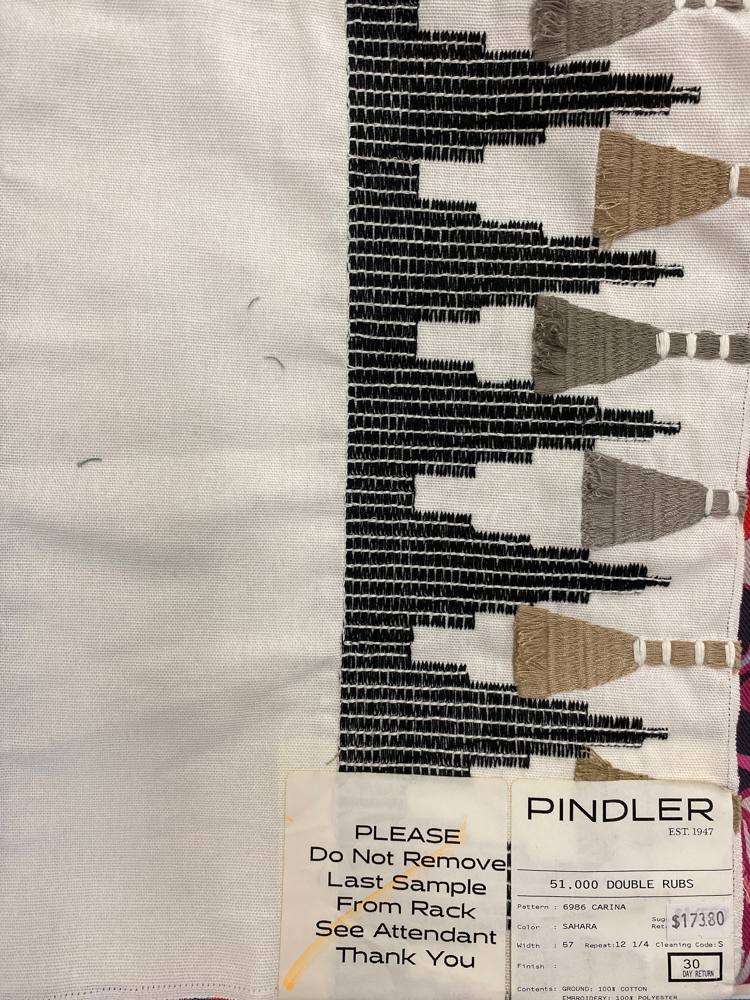 PLEASE
Do Not Remove
Last Sample
From Rack
See Attendant
Thank You
PINDLER
EST. 1947
51,000 DOUBLE RUBS
Pattern : 6986 CARINA
Color : SAHARA
Sug
Ret
$173.80
Width : 57 Repeat:12 1/4 Cleaning Code:S
Finish :
30
DAY RETURN
Contents: GROUND: 100% COTTON
EMBROIDERY: 100% POLYESTER